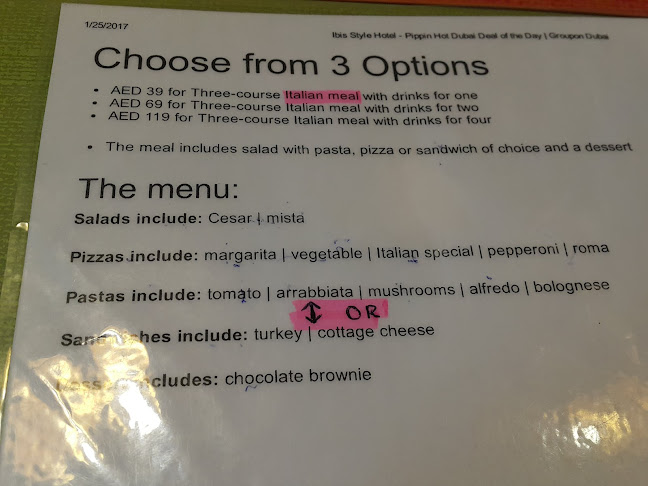 1/25/2017
Ibis Style Hotel - Pippin Hot Dubai Deal of the Day | Groupon Dubai
Choose from 3 Options
• AED 39 for Three-course Italian meal with drinks for one
• AED 69 for Three-course Italian meal with drinks for two
• AED 119 for Three-course Italian meal with drinks for four
• The meal includes salad with pasta, pizza or sandwich of choice and a dessert
The menu:
Salads include: Cesar | mista
Pizzas include: margarita | vegetable | Italian special | pepperoni | roma
Pastas include: tomato | arrabbiata | mushrooms | alfredo | bolognese
↕ OR
include: turkey | cottage cheese
includes: chocolate brownie